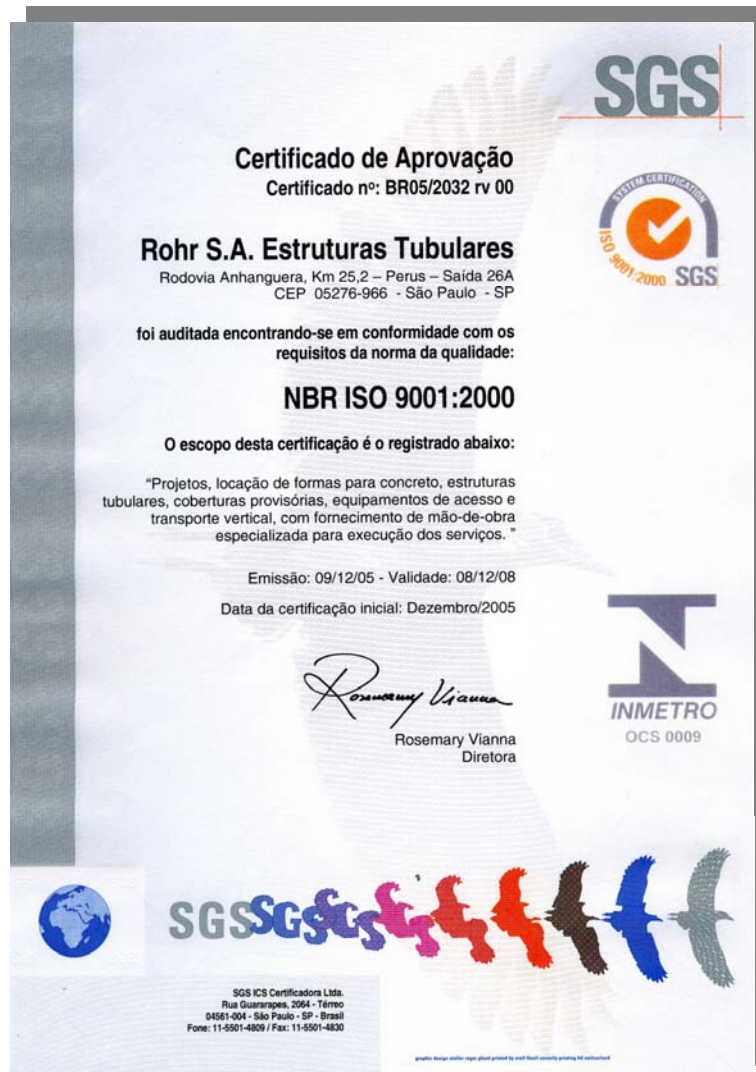 SGS
Certificado de Aprovação
Certificado nº: BR05/2032 rv 00
SYSTEM CERTIFICATION
ISO 9001:2000
SGS
Rohr S.A. Estruturas Tubulares
Rodovia Anhanguera, Km 25,2 – Perus – Saída 26A
CEP 05276-966 - São Paulo - SP
foi auditada encontrando-se em conformidade com os
requisitos da norma da qualidade:
NBR ISO 9001:2000
O escopo desta certificação é o registrado abaixo:
“Projetos, locação de formas para concreto, estruturas
tubulares, coberturas provisórias, equipamentos de acesso e
transporte vertical, com fornecimento de mão-de-obra
especializada para execução dos serviços. ”
Emissão: 09/12/05 - Validade: 08/12/08
Data da certificação inicial: Dezembro/2005
Rosemary Vianna
Rosemary Vianna
Diretora
INMETRO
OCS 0009
SGS SGS SGS
SGS ICS Certificadora Ltda.
Rua Guararapes, 2064 - Térreo
04561-004 - São Paulo - SP - Brasil
Fone: 11-5501-4809 / Fax: 11-5501-4830